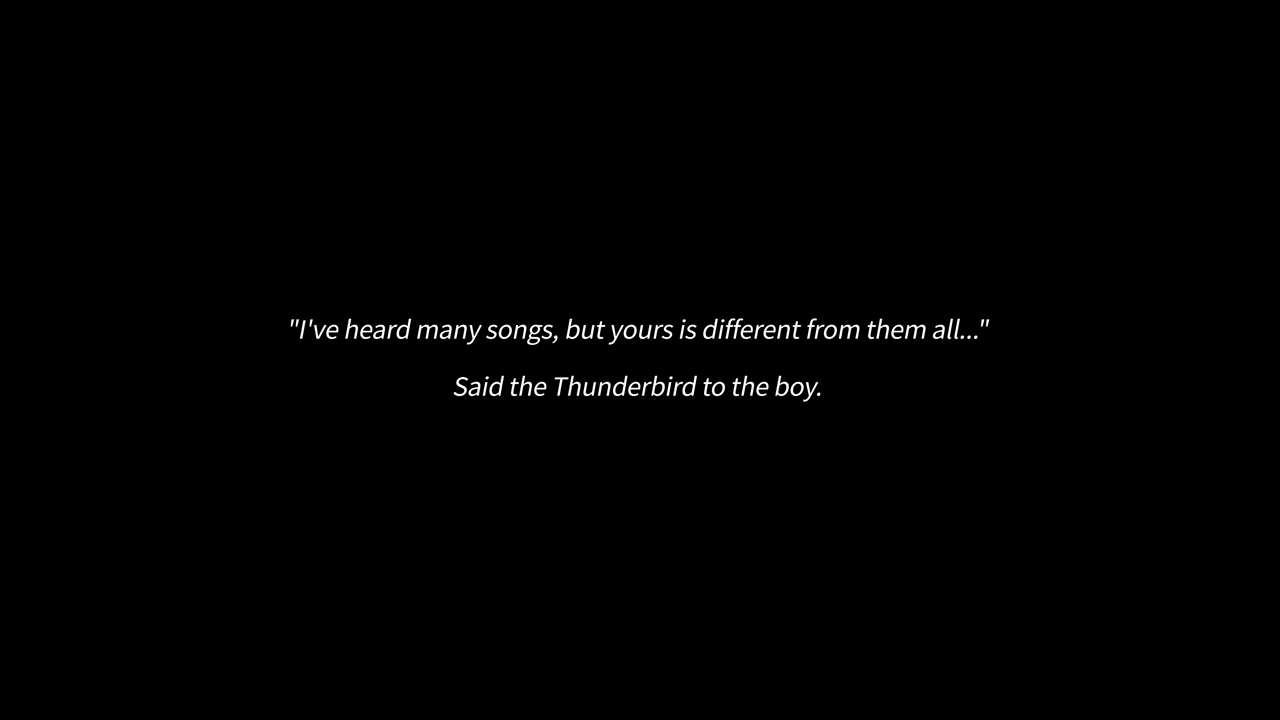 "I've heard many songs, but yours is different from them all..."
Said the Thunderbird to the boy.